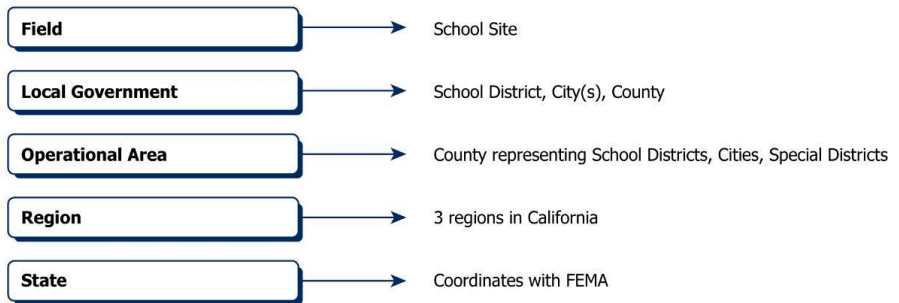 Field
School Site
Local Government
School District, City(s), County
Operational Area
County representing School Districts, Cities, Special Districts
Region
3 regions in California
State
Coordinates with FEMA